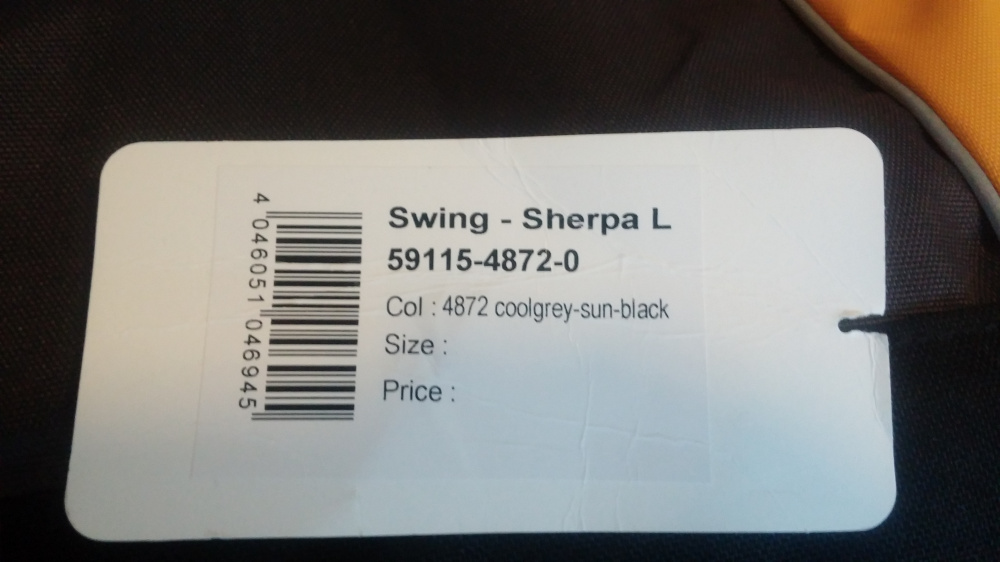 Swing - Sherpa L
59115-4872-0
Col : 4872 coolgrey-sun-black
Size :
Price :
4 046051 046945